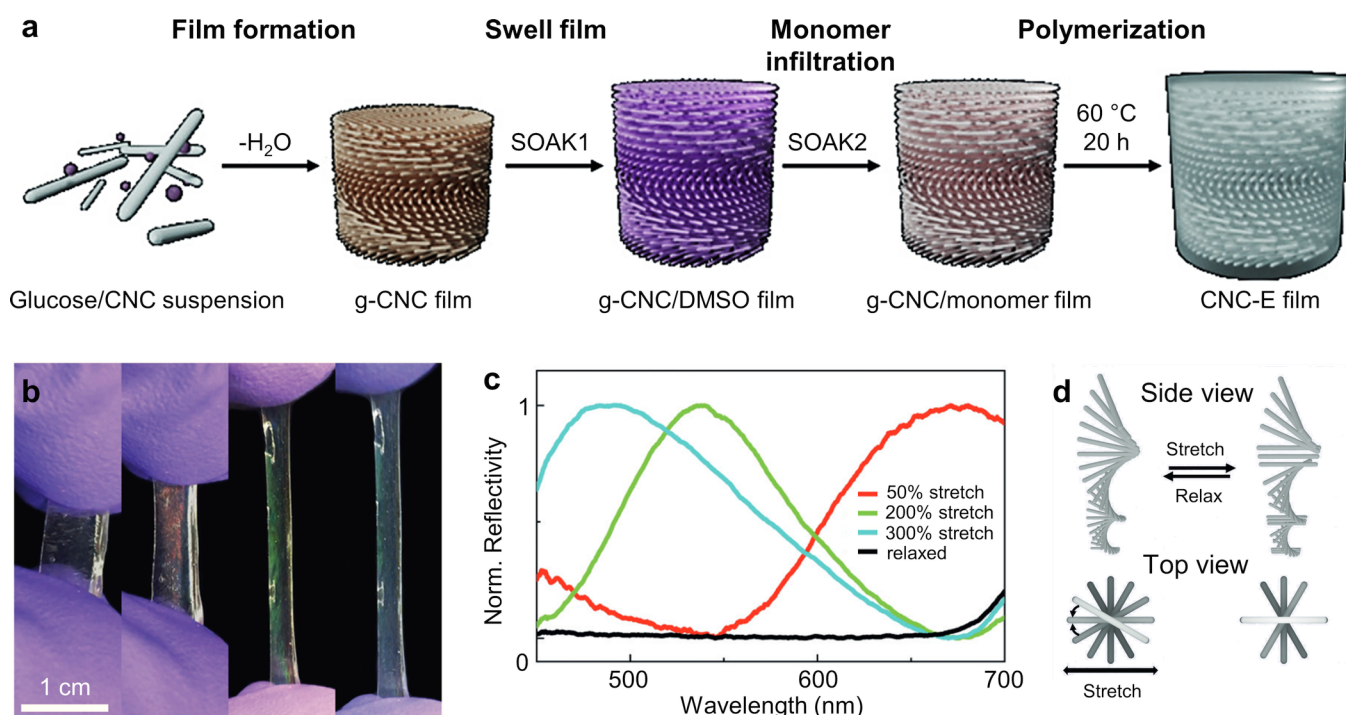 a
Film formation
Swell film
Monomer
infiltration
Polymerization
-H₂O
SOAK1
SOAK2
60 °C
20 h
Glucose/CNC suspension
g-CNC film
g-CNC/DMSO film
g-CNC/monomer film
CNC-E film
b
1 cm
c
Norm. Reflectivity
1
0
500
600
700
Wavelength (nm)
50% stretch
200% stretch
300% stretch
relaxed
d
Side view
Stretch
Relax
Top view
Stretch